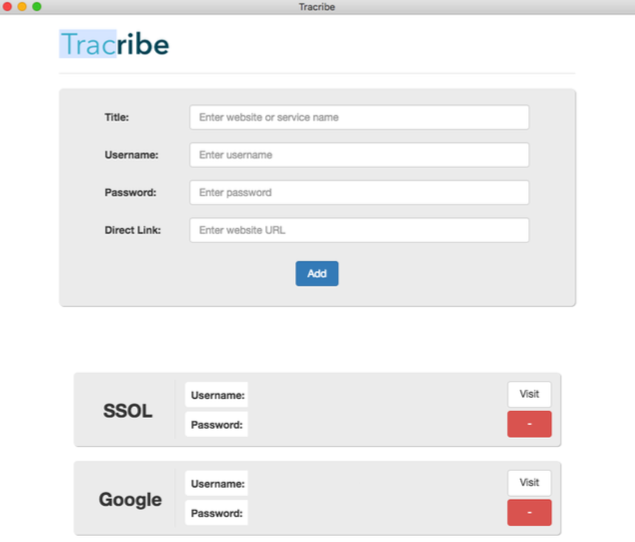 Tracribe
Tracribe
Title: Enter website or service name
Username: Enter username
Password: Enter password
Direct Link: Enter website URL
Add
SSOL
Username:
Password:
Visit
-
Google
Username:
Password:
Visit
-